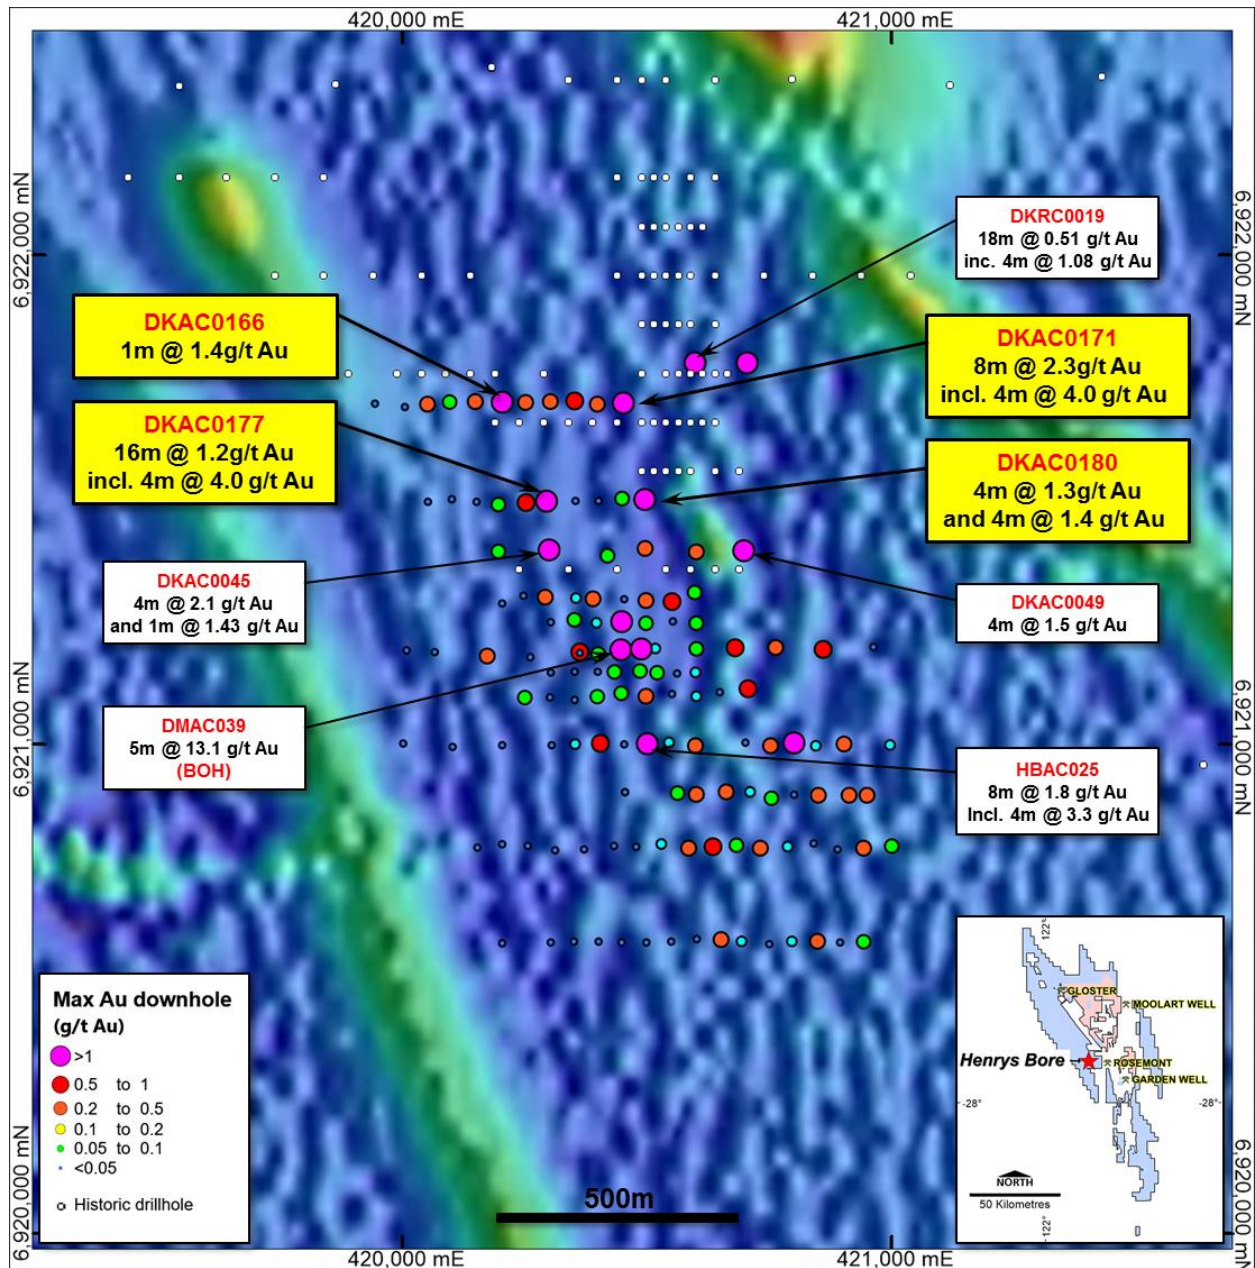 420,000 mE
421,000 mE
6,922,000 mN
6,922,000 mN
DKRC0019
18m @ 0.51 g/t Au
inc. 4m @ 1.08 g/t Au
DKAC0166
1m @ 1.4g/t Au
DKAC0171
8m @ 2.3g/t Au
incl. 4m @ 4.0 g/t Au
DKAC0177
16m @ 1.2g/t Au
incl. 4m @ 4.0 g/t Au
DKAC0180
4m @ 1.3g/t Au
and 4m @ 1.4 g/t Au
DKAC0045
4m @ 2.1 g/t Au
and 1m @ 1.43 g/t Au
DKAC0049
4m @ 1.5 g/t Au
DMAC039
5m @ 13.1 g/t Au
(BOH)
6,921,000 mN
6,921,000 mN
HBAC025
8m @ 1.8 g/t Au
Incl. 4m @ 3.3 g/t Au
Max Au downhole
(g/t Au)
>1
0.5 to 1
0.2 to 0.5
0.1 to 0.2
0.05 to 0.1
<0.05
Historic drillhole
500m
122°
GLOSTER
MOOLART WELL
Henrys Bore
ROSEMONT
GARDEN WELL
-28°
-28°
NORTH
50 Kilometres
122°
6,920,000 mN
6,920,000 mN
420,000 mE
421,000 mE